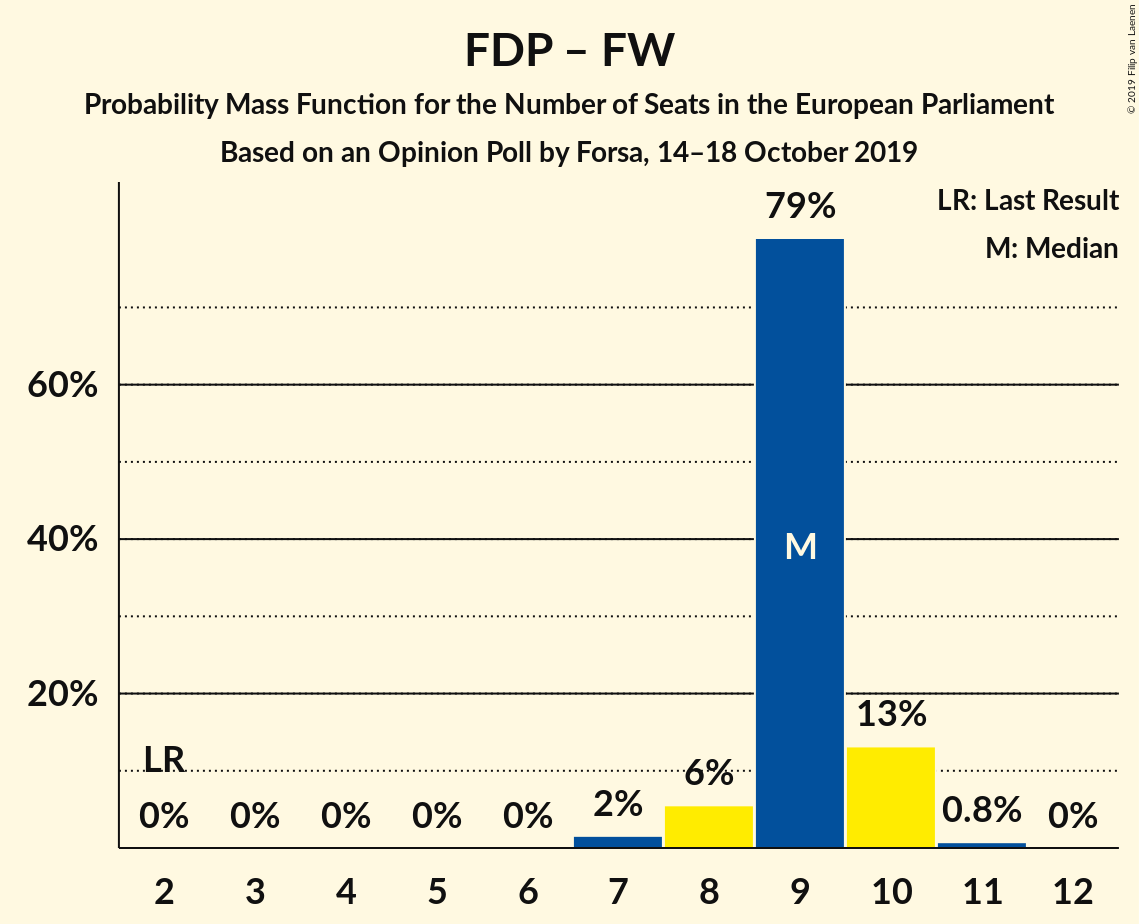 FDP – FW
Probability Mass Function for the Number of Seats in the European Parliament
Based on an Opinion Poll by Forsa, 14–18 October 2019
© 2019 Filip van Laenen
LR: Last Result
M: Median
79%
60%
40%
20%
M
LR
0%
0%
0%
0%
0%
2%
6%
13%
0.8%
0%
2 3 4 5 6 7 8 9 10 11 12